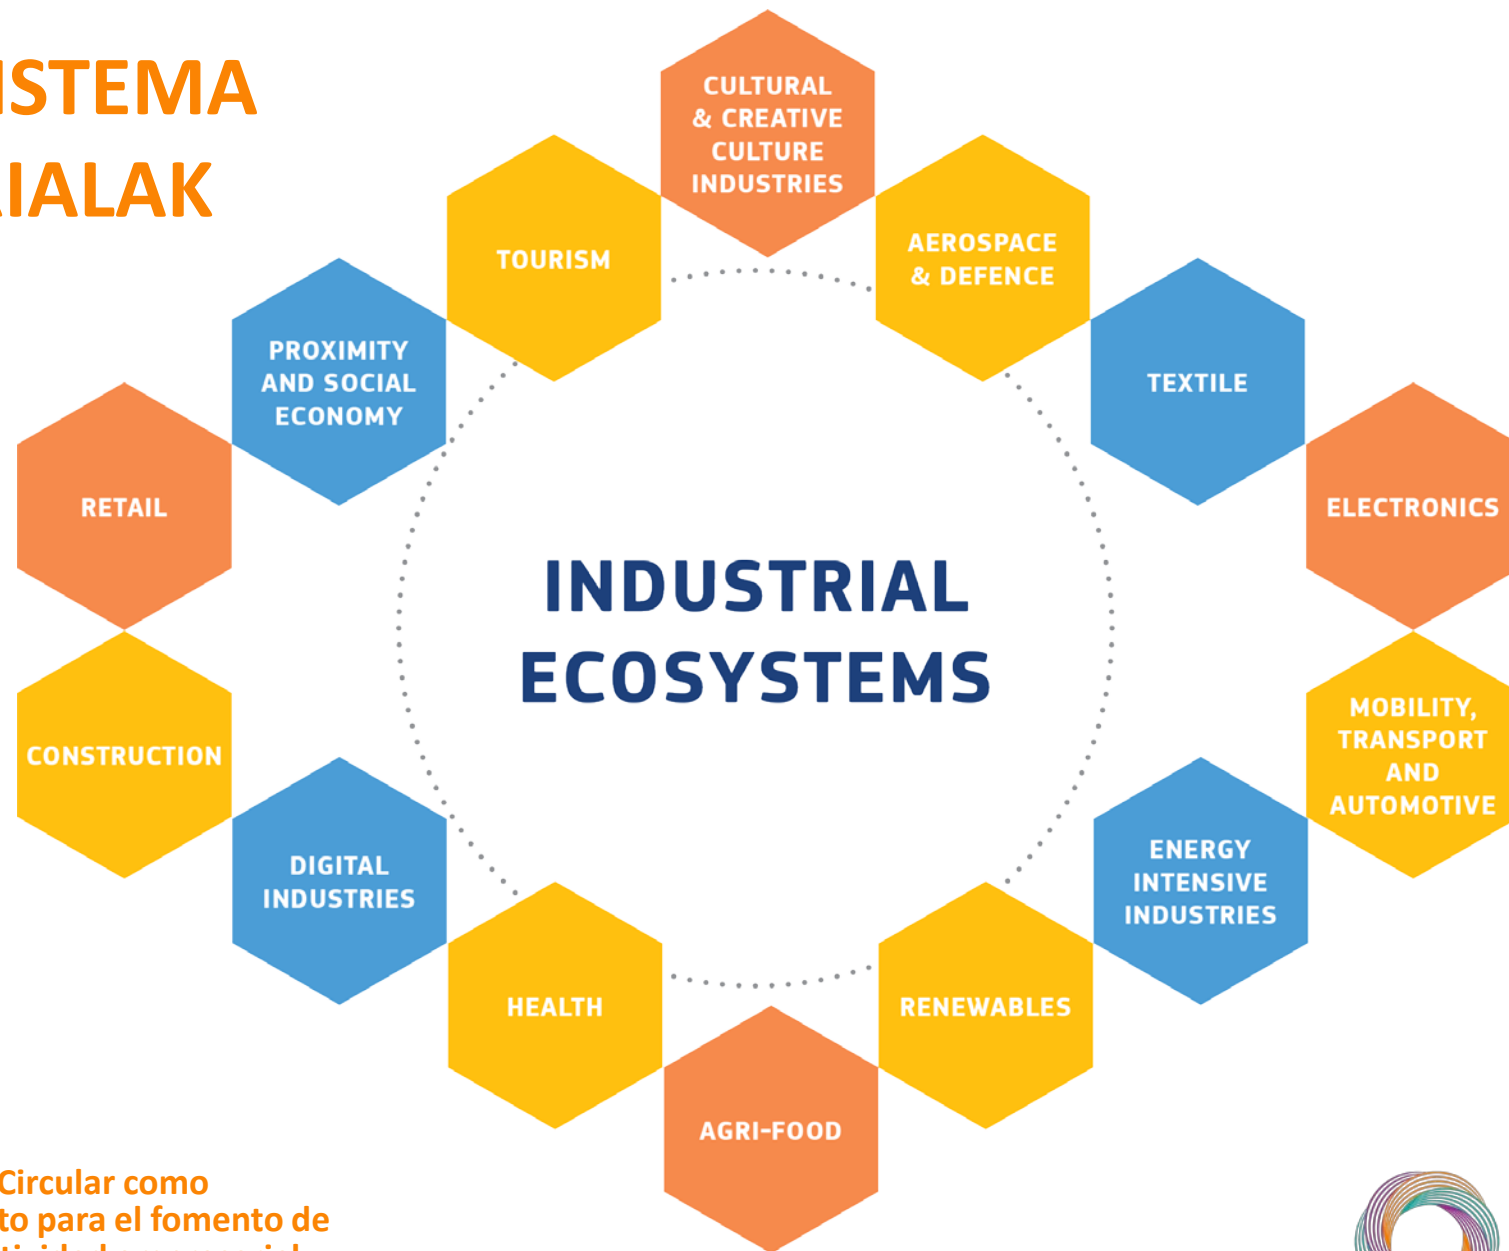 ISTEMA
IALAK
CULTURAL
& CREATIVE
CULTURE
INDUSTRIES
TOURISM
AEROSPACE
& DEFENCE
PROXIMITY
AND SOCIAL
ECONOMY
TEXTILE
RETAIL
ELECTRONICS
INDUSTRIAL
ECOSYSTEMS
CONSTRUCTION
MOBILITY,
TRANSPORT
AND
AUTOMOTIVE
DIGITAL
INDUSTRIES
ENERGY
INTENSIVE
INDUSTRIES
HEALTH
RENEWABLES
AGRI-FOOD
Circular como
to para el fomento de